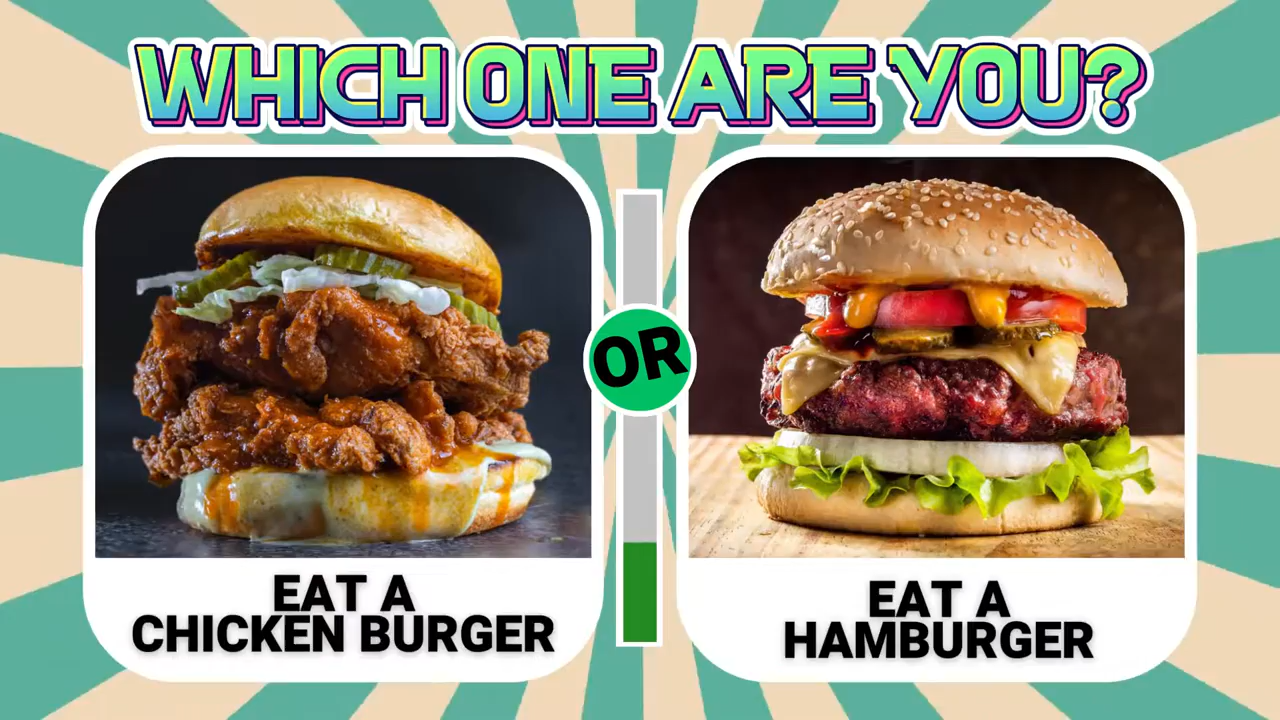 WHICH ONE ARE YOU?
OR
EAT A
CHICKEN BURGER
EAT A
HAMBURGER